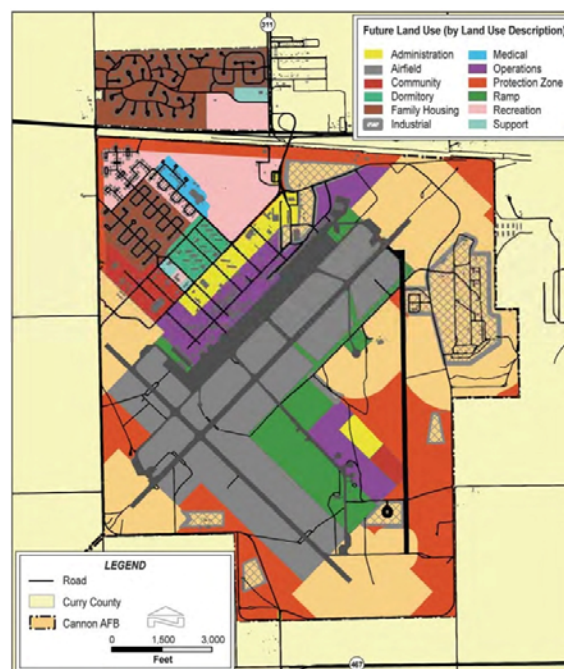 311
Future Land Use (by Land Use Description)
Administration
Airfield
Community
Dormitory
Family Housing
Industrial
Medical
Operations
Protection Zone
Ramp
Recreation
Support
LEGEND
Road
Curry County
Cannon AFB
0 1,500 3,000
Feet
467